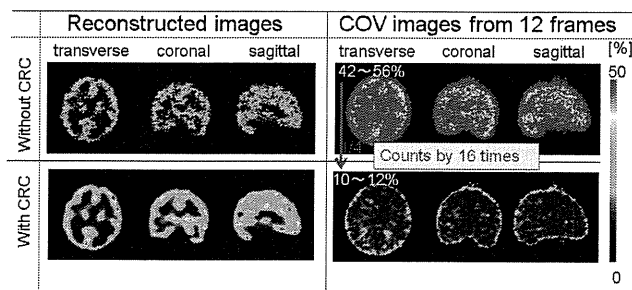 Reconstructed images
COV images from 12 frames
transverse coronal sagittal
transverse coronal sagittal [%]
Without CRC
42~56%
50
Counts by 16 times
With CRC
10~12%
0